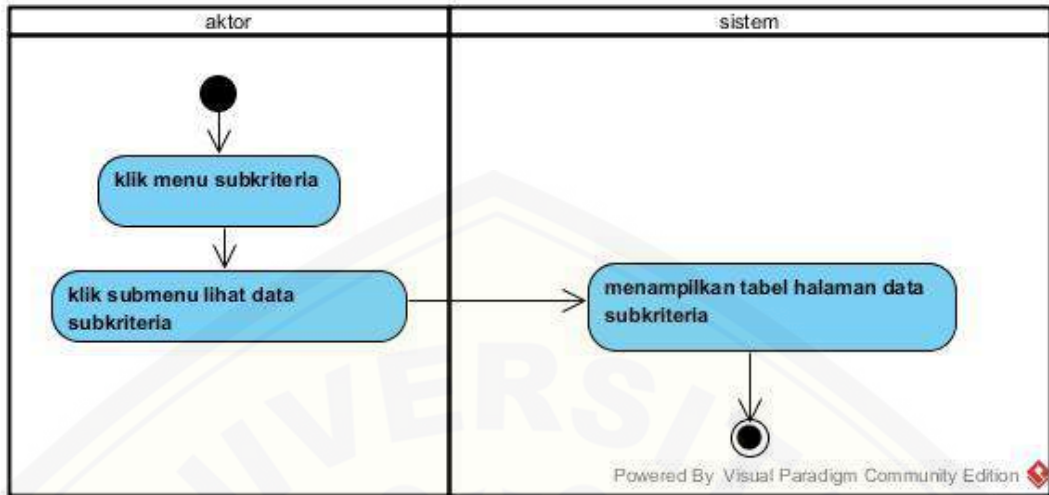 aktor
sistem
klik menu subkriteria
klik submenu lihat data
subkriteria
menampilkan tabel halaman data
subkriteria
UNIVERSIT
Powered By Visual Paradigm Community Edition